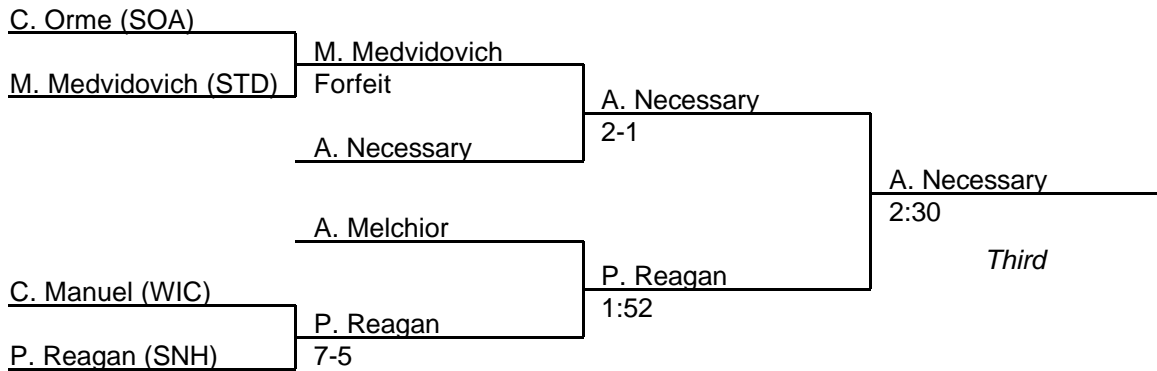 C. Orme (SOA)
M. Medvidovich
M. Medvidovich (STD)
Forfeit
A. Necessary
2-1
A. Necessary
A. Necessary
2:30
A. Melchior
Third
P. Reagan
C. Manuel (WIC)
1:52
P. Reagan
P. Reagan (SNH)
7-5